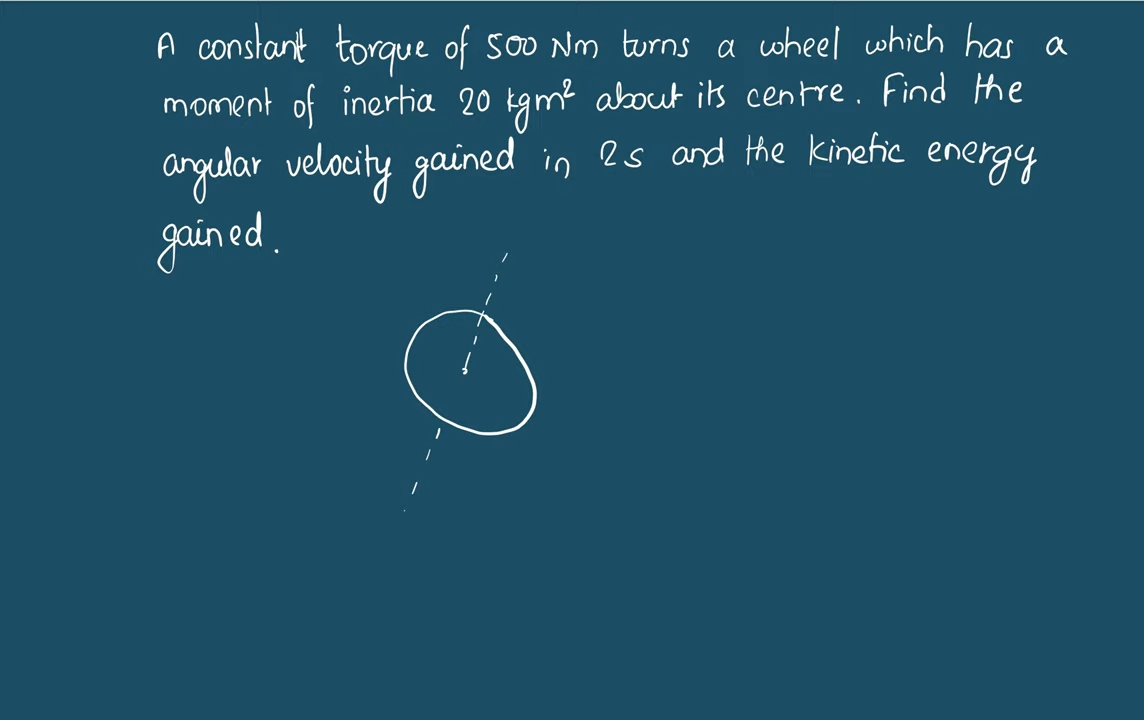 A constant torque of 500 Nm turns a wheel which has a
moment of inertia 20 kgm² about its centre. Find the
angular velocity gained in 2s and the kinetic energy
gained.